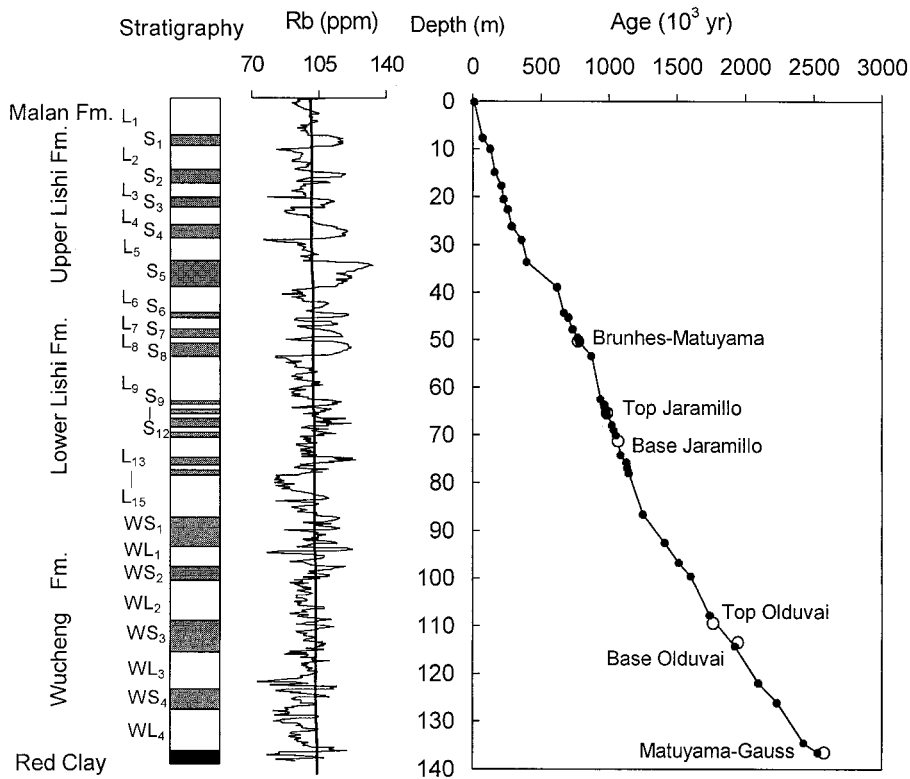 Stratigraphy
Rb (ppm)
Depth (m)
Age (10³ yr)
70 105 140
0 500 1000 1500 2000 2500 3000
Malan Fm.
Upper Lishi Fm.
Lower Lishi Fm.
Wucheng Fm.
Red Clay
L₁
S₁
L₂
S₂
L₃
S₃
L₄
S₄
L₅
S₅
L₆
S₆
L₇
S₇
L₈
S₈
L₉
S₉
|
S₁₂
L₁₃
|
L₁₅
WS₁
WL₁
WS₂
WL₂
WS₃
WL₃
WS₄
WL₄
0
10
20
30
40
50
60
70
80
90
100
110
120
130
140
Brunhes-Matuyama
Top Jaramillo
Base Jaramillo
Top Olduvai
Base Olduvai
Matuyama-Gauss